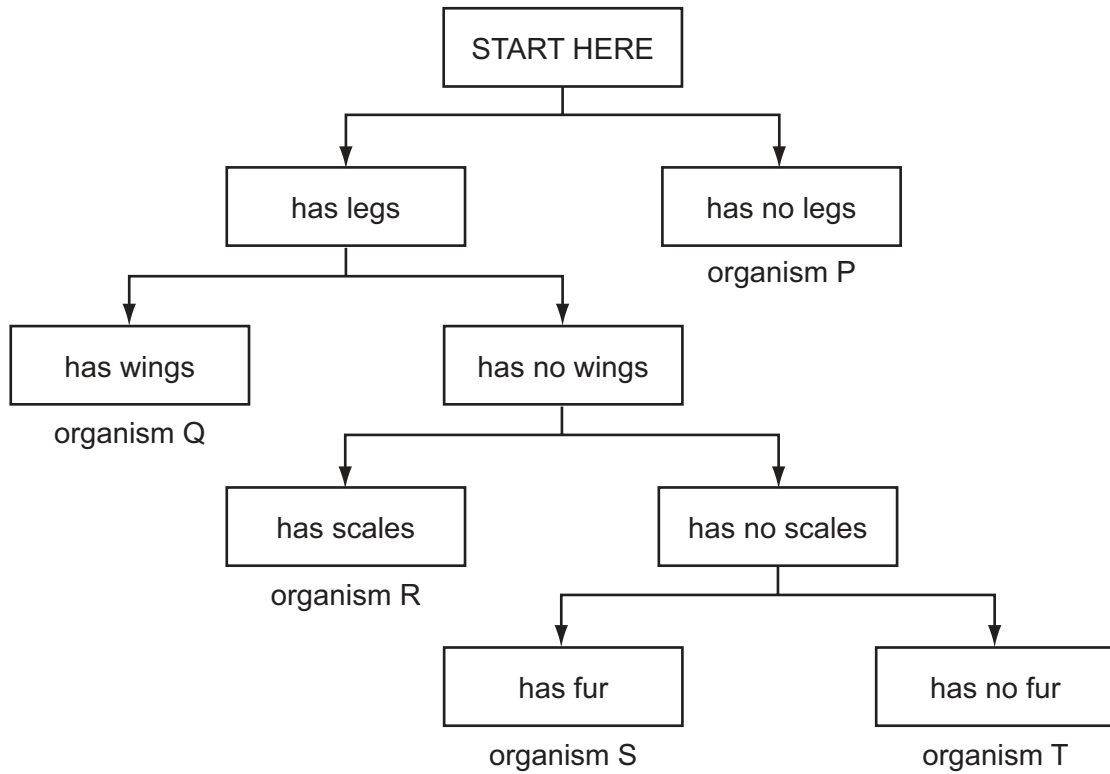 START HERE
has legs
has no legs
organism P
has wings
has no wings
organism Q
has scales
has no scales
organism R
has fur
has no fur
organism S
organism T